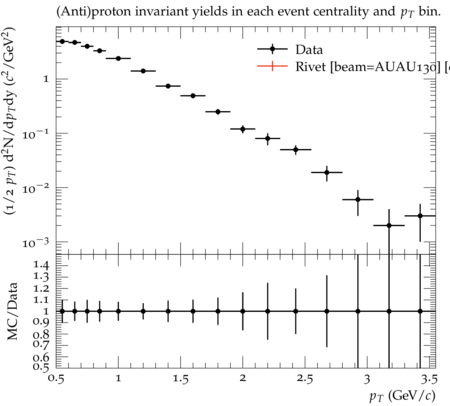 (Anti)proton invariant yields in each event centrality and p_T bin.
(1/2 p_T) d²N/dp_Tdy (c²/GeV²)
Data
Rivet [beam=AUAU130] [c
1
10⁻¹
10⁻²
10⁻³
MC/Data
1.4
1.3
1.2
1.1
1
0.9
0.8
0.7
0.6
0.5
0.5 1 1.5 2 2.5 3 3.5
p_T (GeV/c)